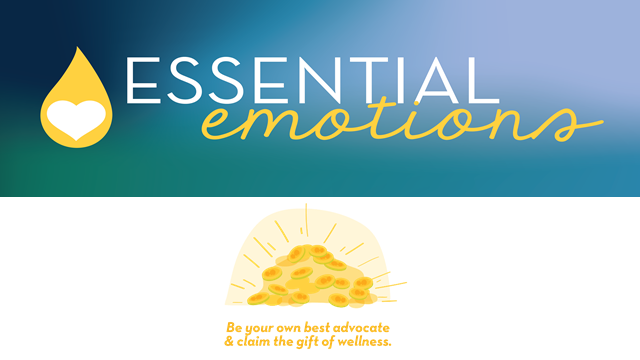 ESSENTIAL
emotions
Be your own best advocate
& claim the gift of wellness.